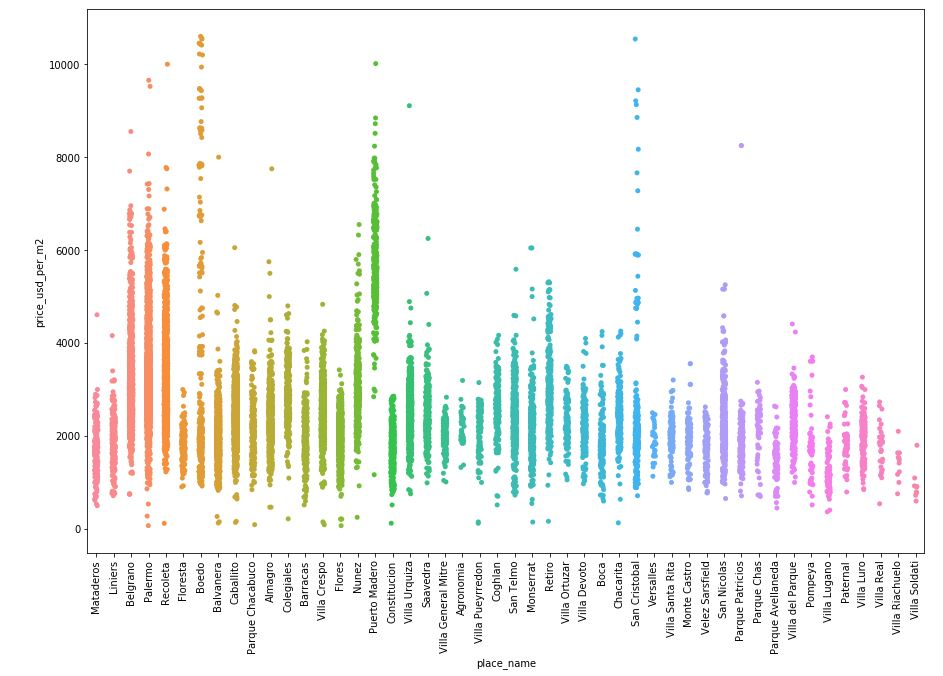 10000
8000
6000
4000
2000
0
price_usd_per_m2
Mataderos
Liniers
Belgrano
Palermo
Recoleta
Floresta
Boedo
Balvanera
Caballito
Parque Chacabuco
Almagro
Colegiales
Barracas
Villa Crespo
Flores
Nunez
Puerto Madero
Constitucion
Villa Urquiza
Saavedra
Villa General Mitre
Agronomia
Villa Pueyrredon
Coghlan
San Telmo
Monserrat
Retiro
Villa Ortuzar
Villa Devoto
Boca
Chacarita
San Cristobal
Versalles
Villa Santa Rita
Monte Castro
Velez Sarsfield
San Nicolas
Parque Patricios
Parque Chas
Parque Avellaneda
Villa del Parque
Pompeya
Villa Lugano
Paternal
Villa Luro
Villa Real
Villa Riachuelo
Villa Soldati
place_name